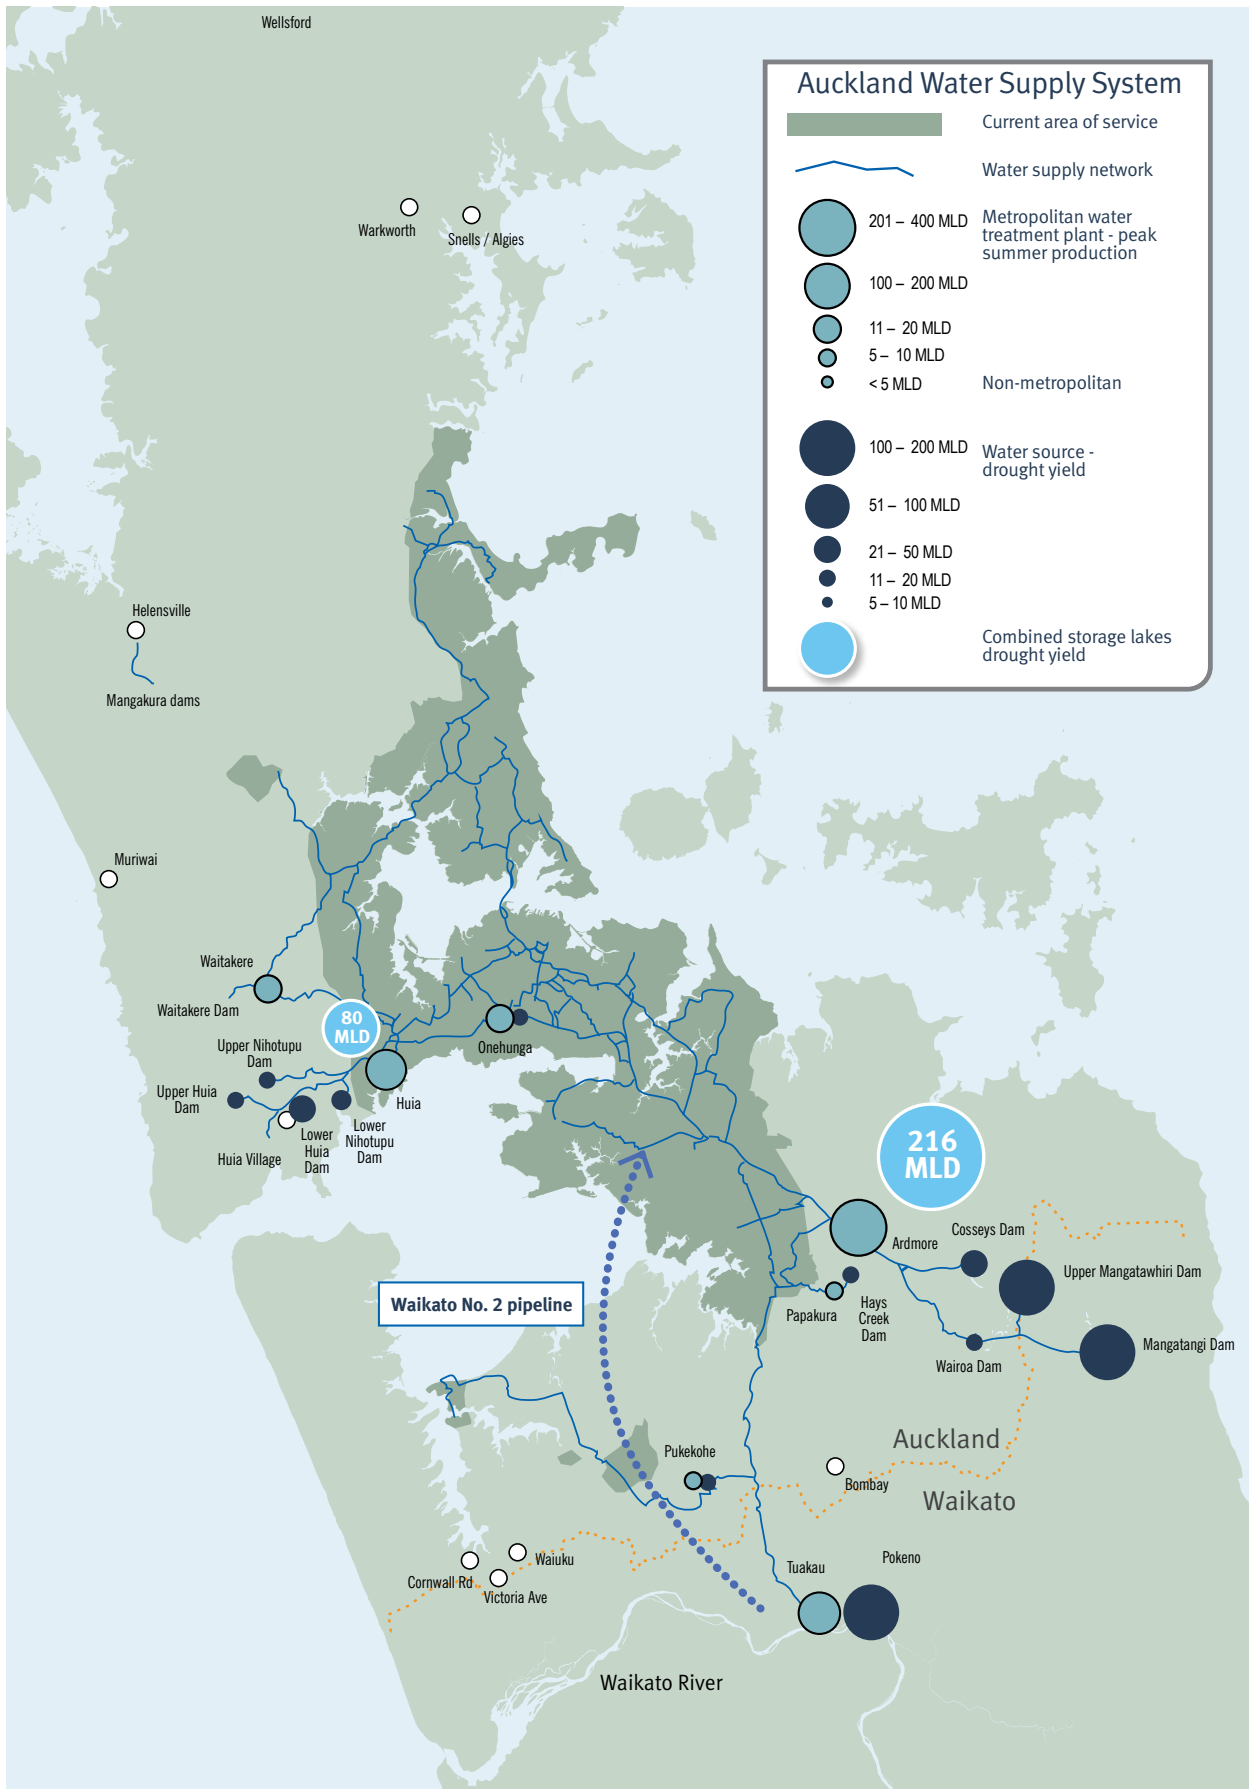 Wellsford
Auckland Water Supply System
Current area of service
Water supply network
201 – 400 MLD
Metropolitan water
treatment plant - peak
summer production
100 – 200 MLD
11 – 20 MLD
5 – 10 MLD
< 5 MLD
Non-metropolitan
100 – 200 MLD
Water source -
drought yield
51 – 100 MLD
21 – 50 MLD
11 – 20 MLD
5 – 10 MLD
Combined storage lakes
drought yield
Warkworth
Snells / Algies
Helensville
Mangakura dams
Muriwai
Waitakere
Waitakere Dam
80
MLD
Upper Nihotupu
Dam
Onehunga
Upper Huia
Dam
Huia
Lower
Nihotupu
Dam
Lower
Huia
Dam
Huia Village
216
MLD
Ardmore
Cosseys Dam
Upper Mangatawhiri Dam
Papakura
Hays
Creek
Dam
Wairoa Dam
Mangatangi Dam
Waikato No. 2 pipeline
Auckland
Waikato
Pukekohe
Bombay
Waiuku
Cornwall Rd
Victoria Ave
Tuakau
Pokeno
Waikato River